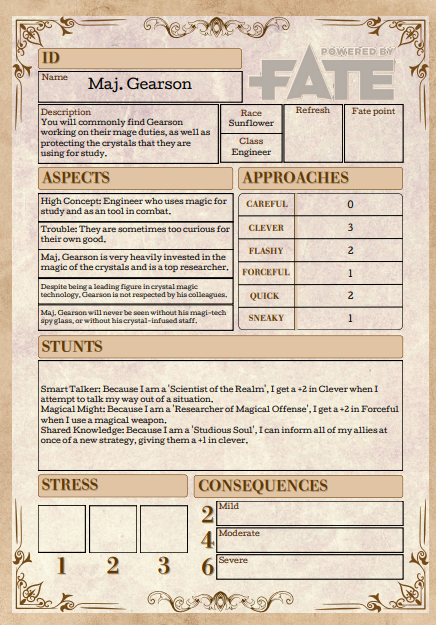 ID
POWERED BY
FATE
Name
Maj. Gearson
Description
You will commonly find Gearson
working on their mage duties, as well as
protecting the crystals that they are
using for study.
Race
Sunflower
Class
Engineer
Refresh
Fate point
ASPECTS
High Concept: Engineer who uses magic for
study and as an tool in combat.
Trouble: They are sometimes too curious for
their own good.
Maj. Gearson is very heavily invested in the
magic of the crystals and is a top researcher.
Despite being a leading figure in crystal magic
technology, Gearson is not respected by his colleagues.
Maj. Gearson will never be seen without his magi-tech
spy glass, or without his crystal-infused staff.
APPROACHES
CAREFUL 0
CLEVER 3
FLASHY 2
FORCEFUL 1
QUICK 2
SNEAKY 1
STUNTS
Smart Talker: Because I am a 'Scientist of the Realm', I get a +2 in Clever when I
attempt to talk my way out of a situation.
Magical Might: Because I am a 'Researcher of Magical Offense', I get a +2 in Forceful
when I use a magical weapon.
Shared Knowledge: Because I am a 'Studious Soul', I can inform all of my allies at
once of a new strategy, giving them a +1 in clever.
STRESS
1 2 3
CONSEQUENCES
2 Mild
4 Moderate
6 Severe